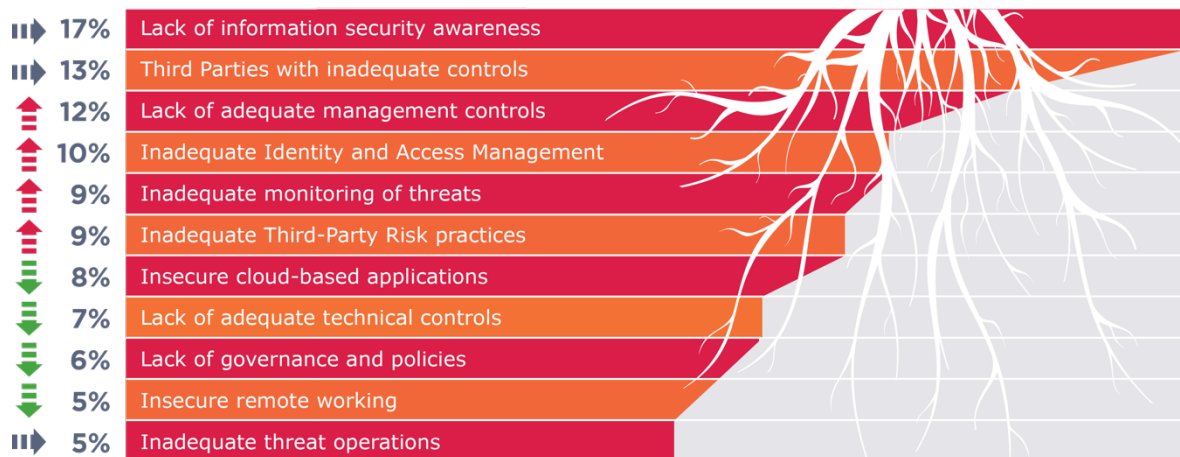 17% Lack of information security awareness
13% Third Parties with inadequate controls
12% Lack of adequate management controls
10% Inadequate Identity and Access Management
9% Inadequate monitoring of threats
9% Inadequate Third-Party Risk practices
8% Insecure cloud-based applications
7% Lack of adequate technical controls
6% Lack of governance and policies
5% Insecure remote working
5% Inadequate threat operations